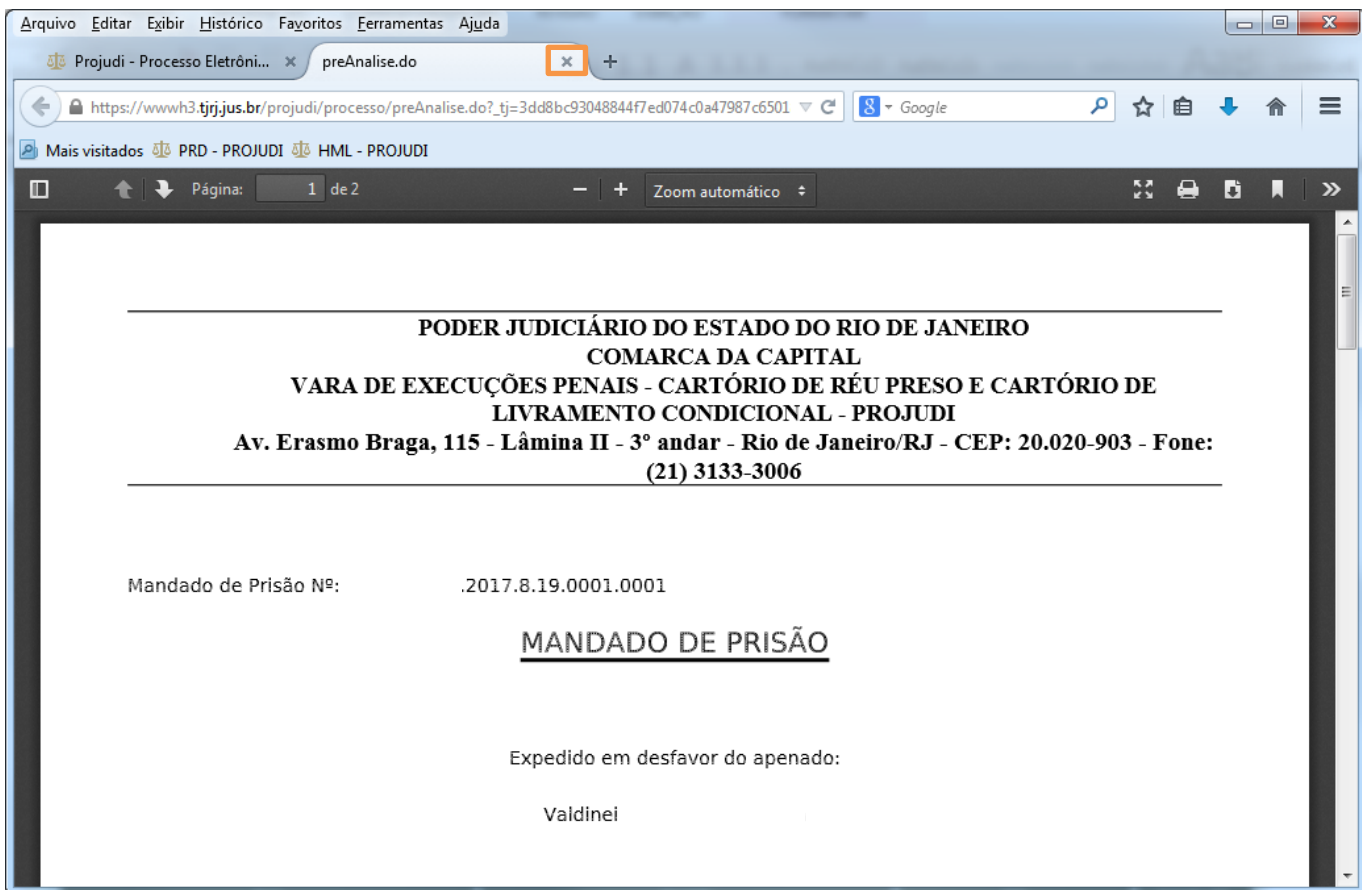 Arquivo Editar Exibir Histórico Favoritos Ferramentas Ajuda
Projudi - Processo Eletrôni... preAnalise.do
https://wwwh3.tjrj.jus.br/projudi/processo/preAnalise.do?_tj=3dd8bc93048844f7ed074c0a47987c6501 Google
Mais visitados PRD - PROJUDI HML - PROJUDI
Página: 1 de 2 Zoom automático
PODER JUDICIÁRIO DO ESTADO DO RIO DE JANEIRO
COMARCA DA CAPITAL
VARA DE EXECUÇÕES PENAIS - CARTÓRIO DE RÉU PRESO E CARTÓRIO DE
LIVRAMENTO CONDICIONAL - PROJUDI
Av. Erasmo Braga, 115 - Lâmina II - 3º andar - Rio de Janeiro/RJ - CEP: 20.020-903 - Fone:
(21) 3133-3006
Mandado de Prisão Nº: .2017.8.19.0001.0001
MANDADO DE PRISÃO
Expedido em desfavor do apenado:
Valdinei